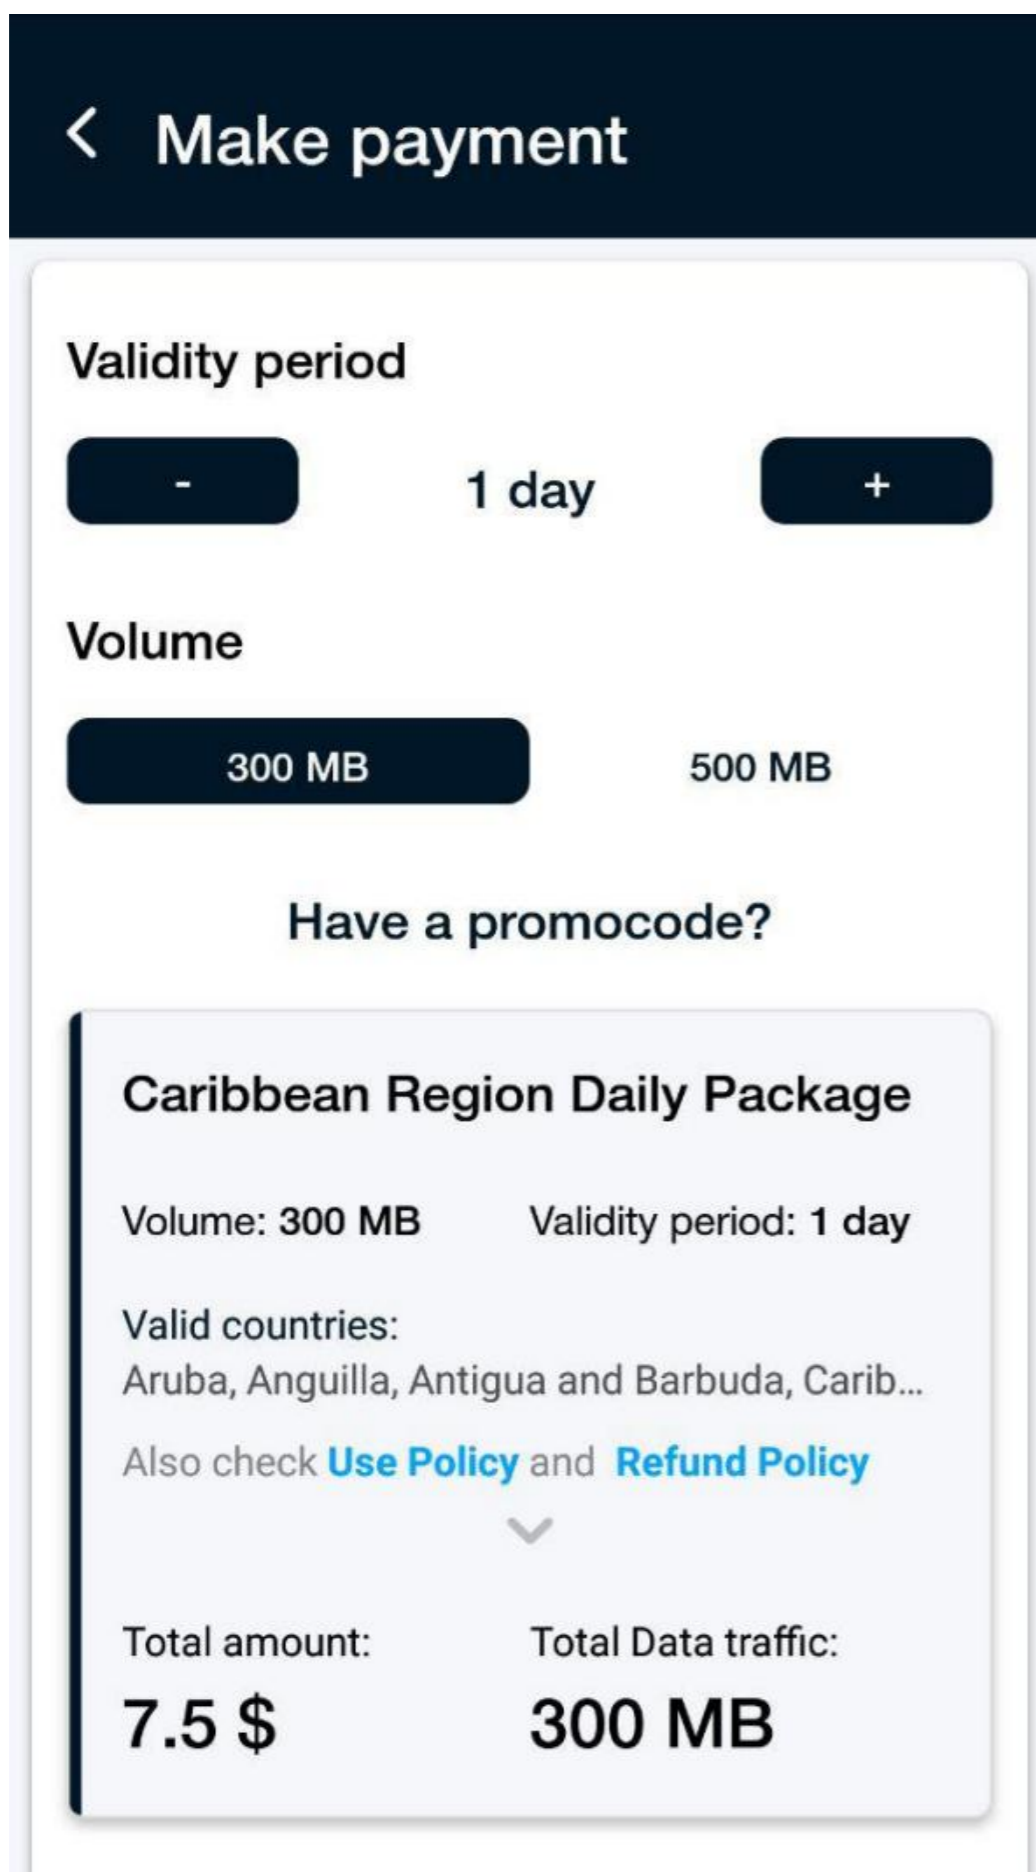 Make payment
Validity period
- 1 day +
Volume
300 MB 500 MB
Have a promocode?
Caribbean Region Daily Package
Volume: 300 MB Validity period: 1 day
Valid countries:
Aruba, Anguilla, Antigua and Barbuda, Carib...
Also check Use Policy and Refund Policy
Total amount: Total Data traffic:
7.5 $ 300 MB